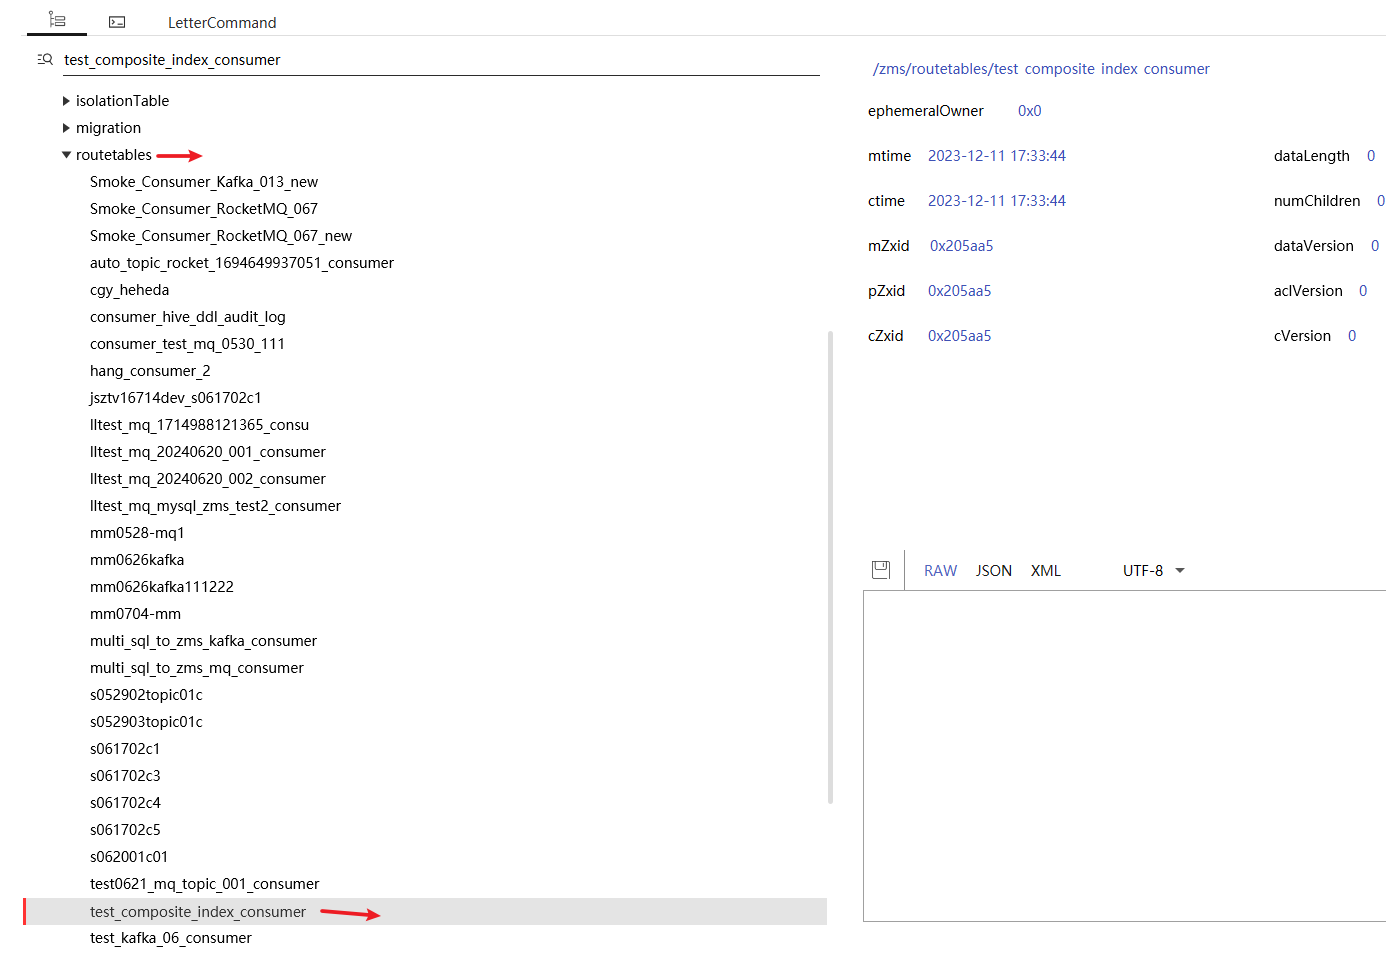 LetterCommand
test_composite_index_consumer
isolationTable
migration
routetables
Smoke_Consumer_Kafka_013_new
Smoke_Consumer_RocketMQ_067
Smoke_Consumer_RocketMQ_067_new
auto_topic_rocket_1694649937051_consumer
cgy_heheda
consumer_hive_ddl_audit_log
consumer_test_mq_0530_111
hang_consumer_2
jsztv16714dev_s061702c1
lltest_mq_1714988121365_consu
lltest_mq_20240620_001_consumer
lltest_mq_20240620_002_consumer
lltest_mq_mysql_zms_test2_consumer
mm0528-mq1
mm0626kafka
mm0626kafka111222
mm0704-mm
multi_sql_to_zms_kafka_consumer
multi_sql_to_zms_mq_consumer
s052902topic01c
s052903topic01c
s061702c1
s061702c3
s061702c4
s061702c5
s062001c01
test0621_mq_topic_001_consumer
test_composite_index_consumer
test_kafka_06_consumer
/zms/routetables/test composite index consumer
ephemeralOwner 0x0
mtime 2023-12-11 17:33:44 dataLength 0
ctime 2023-12-11 17:33:44 numChildren 0
mZxid 0x205aa5 dataVersion 0
pZxid 0x205aa5 aclVersion 0
cZxid 0x205aa5 cVersion 0
RAW JSON XML UTF-8